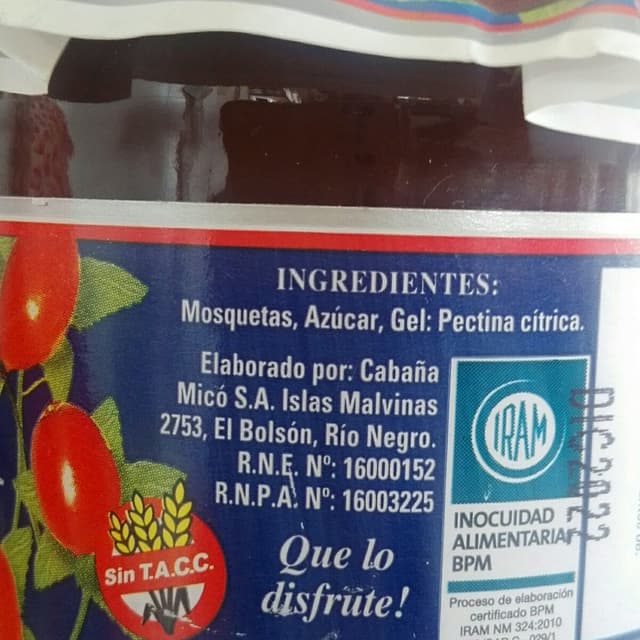 INGREDIENTES:
Mosquetas, Azúcar, Gel: Pectina cítrica.
Elaborado por: Cabaña
Micó S.A. Islas Malvinas
2753, El Bolsón, Río Negro.
R.N.E. Nº: 16000152
R.N.P.A. Nº: 16003225
Que lo
disfrute!
Sin T.A.C.C.
IRAM
INOCUIDAD
ALIMENTARIA
BPM
Proceso de elaboración
certificado BPM
IRAM NM 324:2010
DIC2022